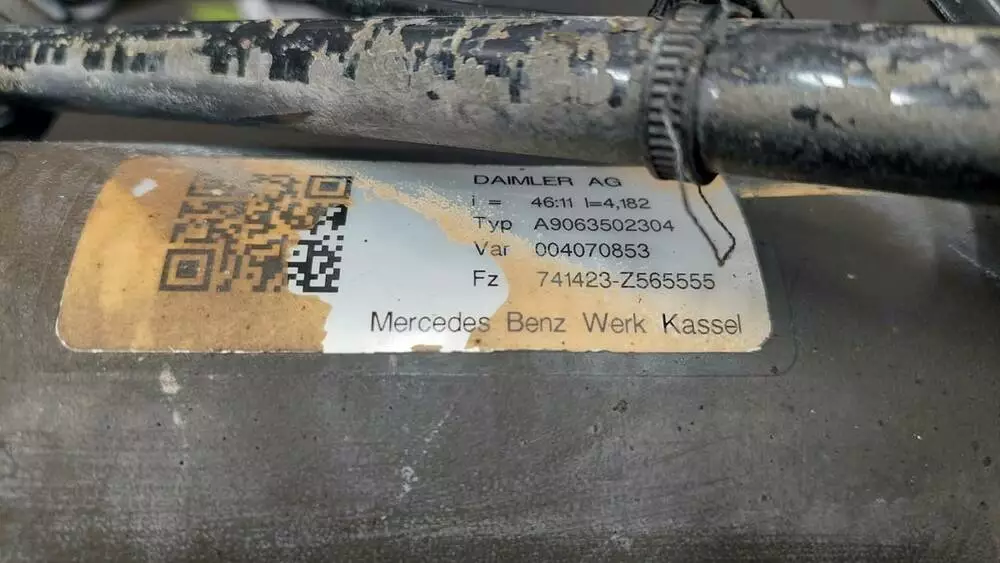 DAIMLER AG
i = 46:11 I=4,182
Typ A9063502304
Var 004070853
Fz 741423-Z565555
Mercedes Benz Werk Kassel